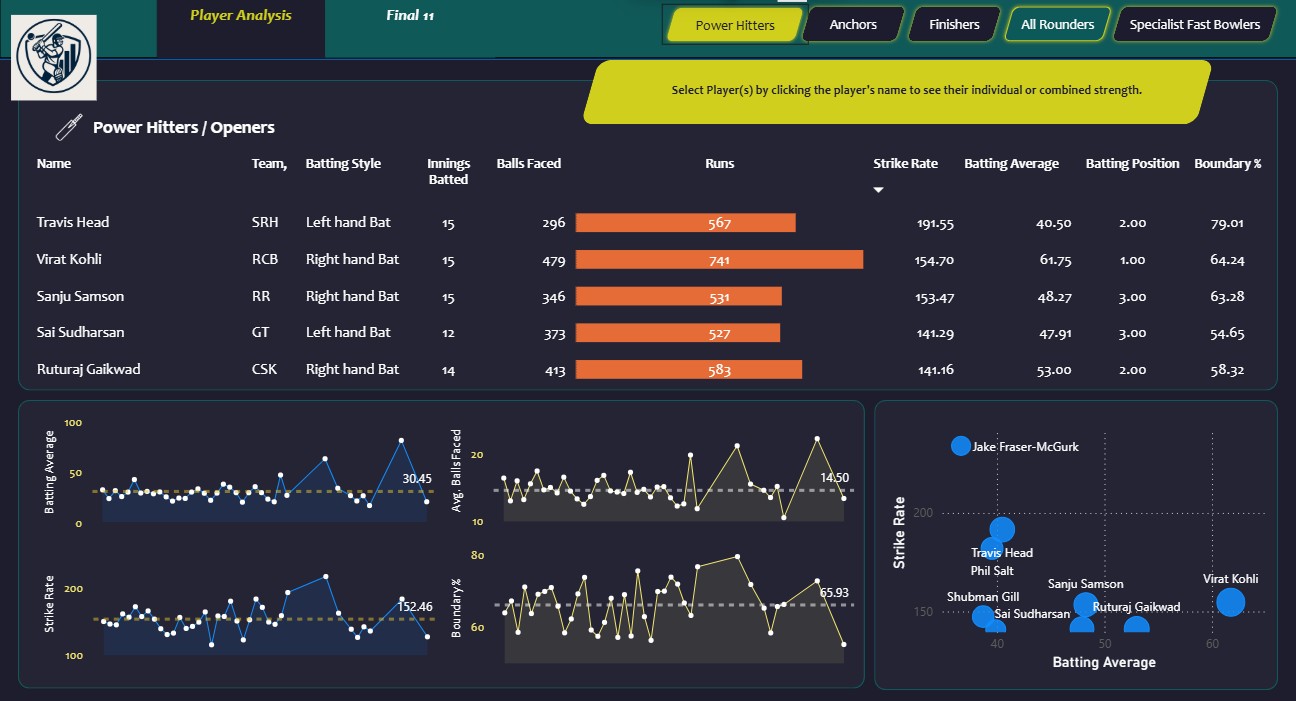 Player Analysis
Final 11
Power Hitters
Anchors
Finishers
All Rounders
Specialist Fast Bowlers
Select Player(s) by clicking the player's name to see their individual or combined strength.
Power Hitters / Openers
Name Team, Batting Style Innings Batted Balls Faced Runs Strike Rate Batting Average Batting Position Boundary %
Travis Head SRH Left hand Bat 15 296 567 191.55 40.50 2.00 79.01
Virat Kohli RCB Right hand Bat 15 479 741 154.70 61.75 1.00 64.24
Sanju Samson RR Right hand Bat 15 346 531 153.47 48.27 3.00 63.28
Sai Sudharsan GT Left hand Bat 12 373 527 141.29 47.91 3.00 54.65
Ruturaj Gaikwad CSK Right hand Bat 14 413 583 141.16 53.00 2.00 58.32
Batting Average
100
50
0
30.45
Avg. Balls Faced
20
10
14.50
Strike Rate
200
100
152.46
Boundary%
80
60
65.93
Strike Rate
200
150
Jake Fraser-McGurk
Travis Head
Phil Salt
Sanju Samson
Virat Kohli
Shubman Gill
Sai Sudharsan
Ruturaj Gaikwad
40
50
60
Batting Average